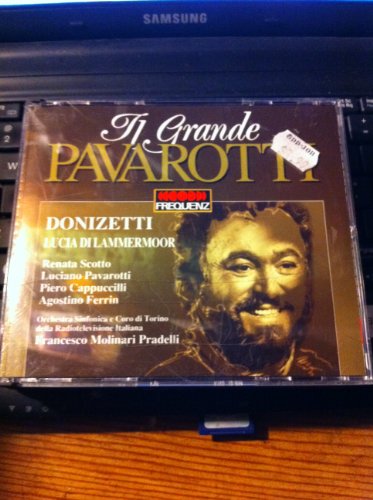 Il Grande
PAVAROTTI
FREQUENZ
DONIZETTI
LUCIA DI LAMMERMOOR
Renata Scotto
Luciano Pavarotti
Piero Cappuccilli
Agostino Ferrin
Orchestra Sinfonica e Coro di Torino
della Radiotelevisione Italiana
Francesco Molinari Pradelli